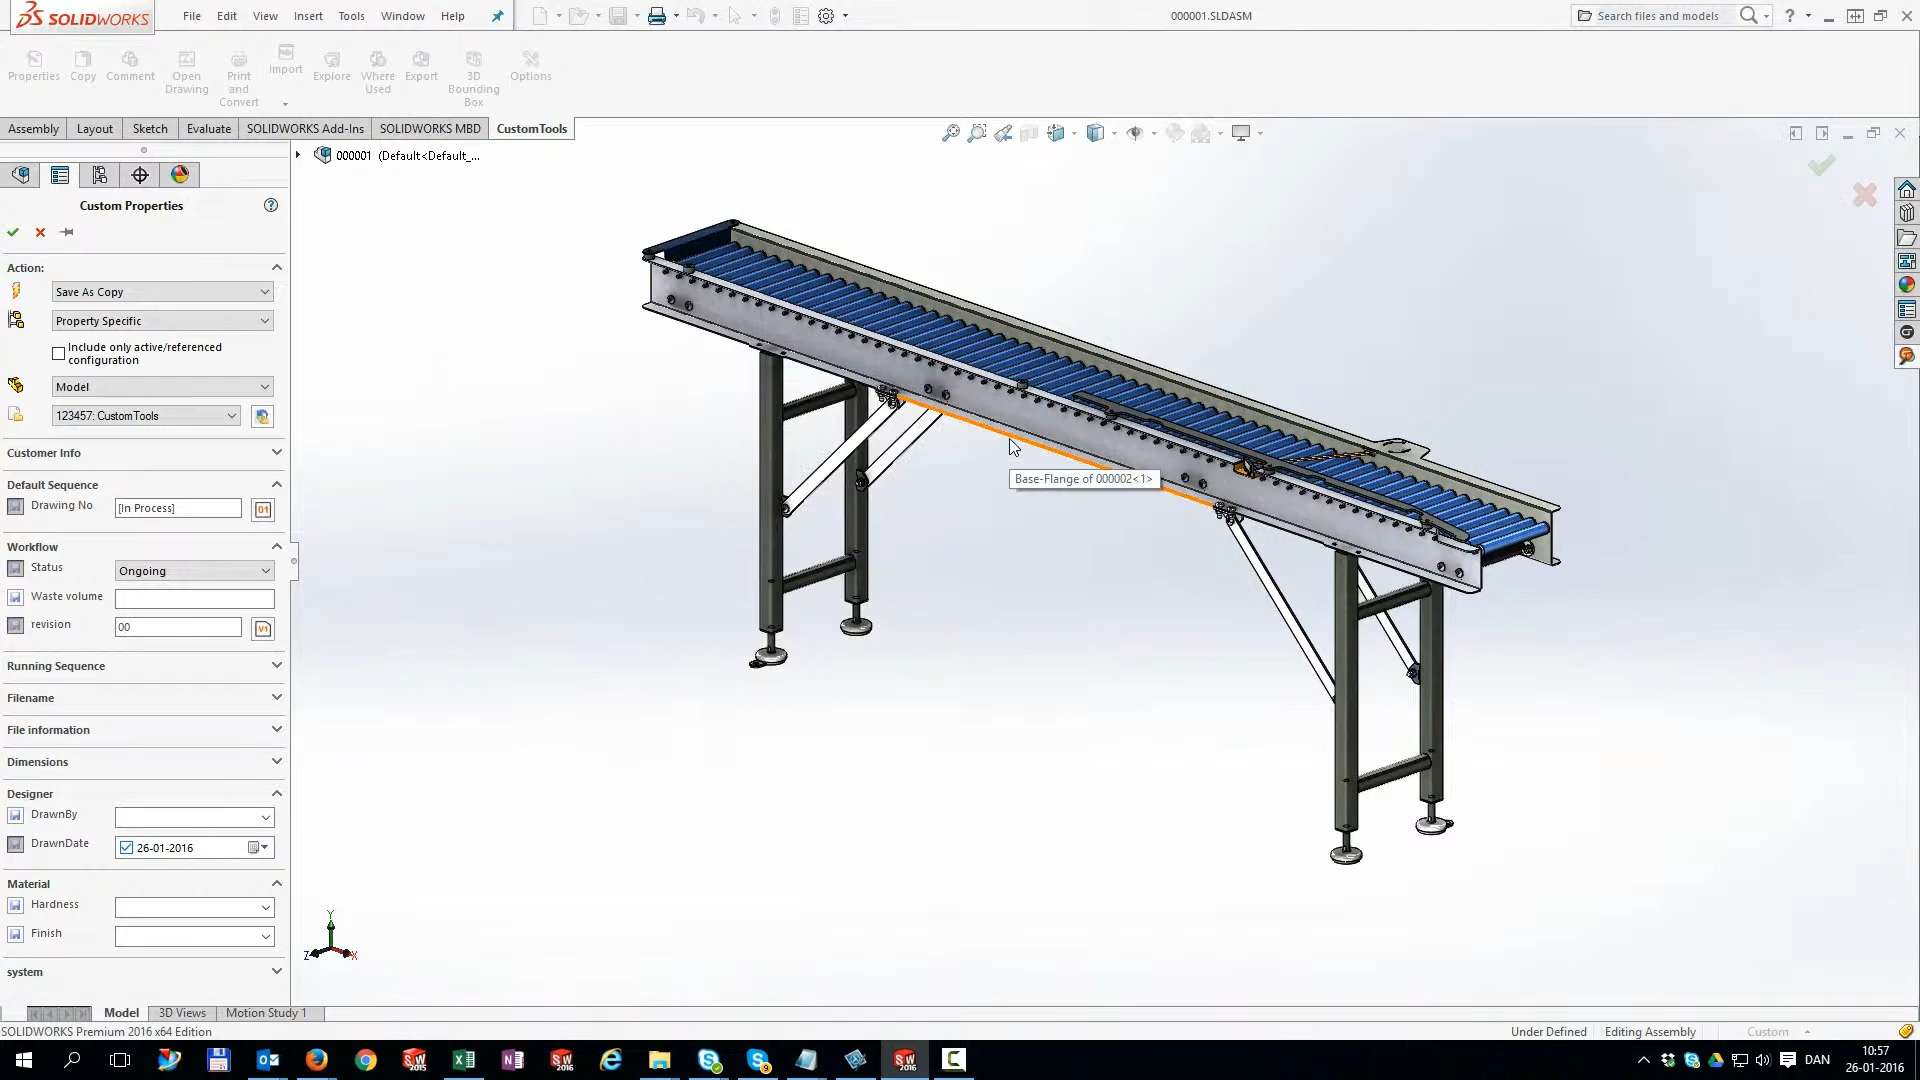 SOLIDWORKS File Edit View Insert Tools Window Help 000001.SLDASM Search files and models ?
Properties Copy Comment Open Drawing Print and Convert Import Explore Where Used Export 3D Bounding Box Options
Assembly Layout Sketch Evaluate SOLIDWORKS Add-Ins SOLIDWORKS MBD CustomTools
000001 (Default<Default_...
Custom Properties ?
Action:
Save As Copy
Property Specific
Include only active/referenced
configuration
Model
123457: CustomTools
Customer Info
Default Sequence
Drawing No [In Process] 01
Workflow
Status Ongoing
Waste volume
revision 00 V1
Running Sequence
Filename
File information
Dimensions
Designer
DrawnBy
DrawnDate 26-01-2016
Material
Hardness
Finish
system
Base-Flange of 000002<1>
Y
Z X
Model 3D Views Motion Study 1
SOLIDWORKS Premium 2016 x64 Edition Under Defined Editing Assembly Custom
DAN 10:57
26-01-2016